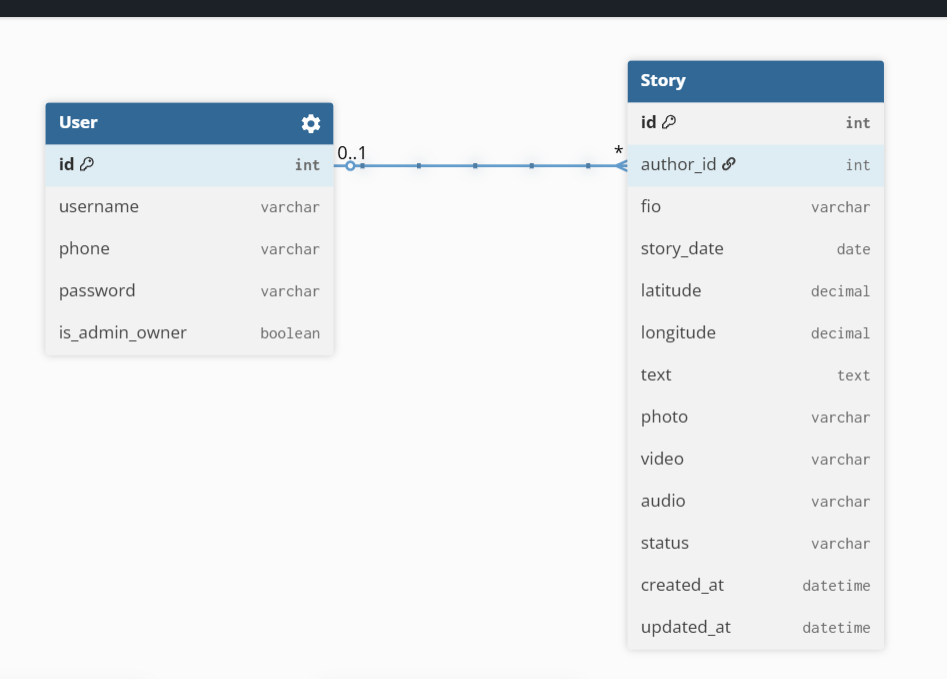 User
0..1
id int
username varchar
phone varchar
password varchar
is_admin_owner boolean
*
Story
id int
author_id int
fio varchar
story_date date
latitude decimal
longitude decimal
text text
photo varchar
video varchar
audio varchar
status varchar
created_at datetime
updated_at datetime